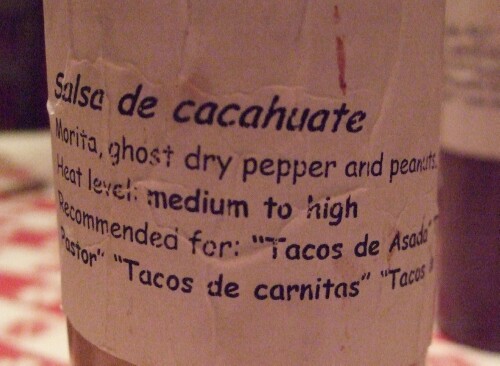 Salsa de cacahuate
Morita, ghost dry pepper and peanuts.
Heat level: medium to high
Recommended for: "Tacos de Asada"
Pastor" "Tacos de carnitas" "Tacos